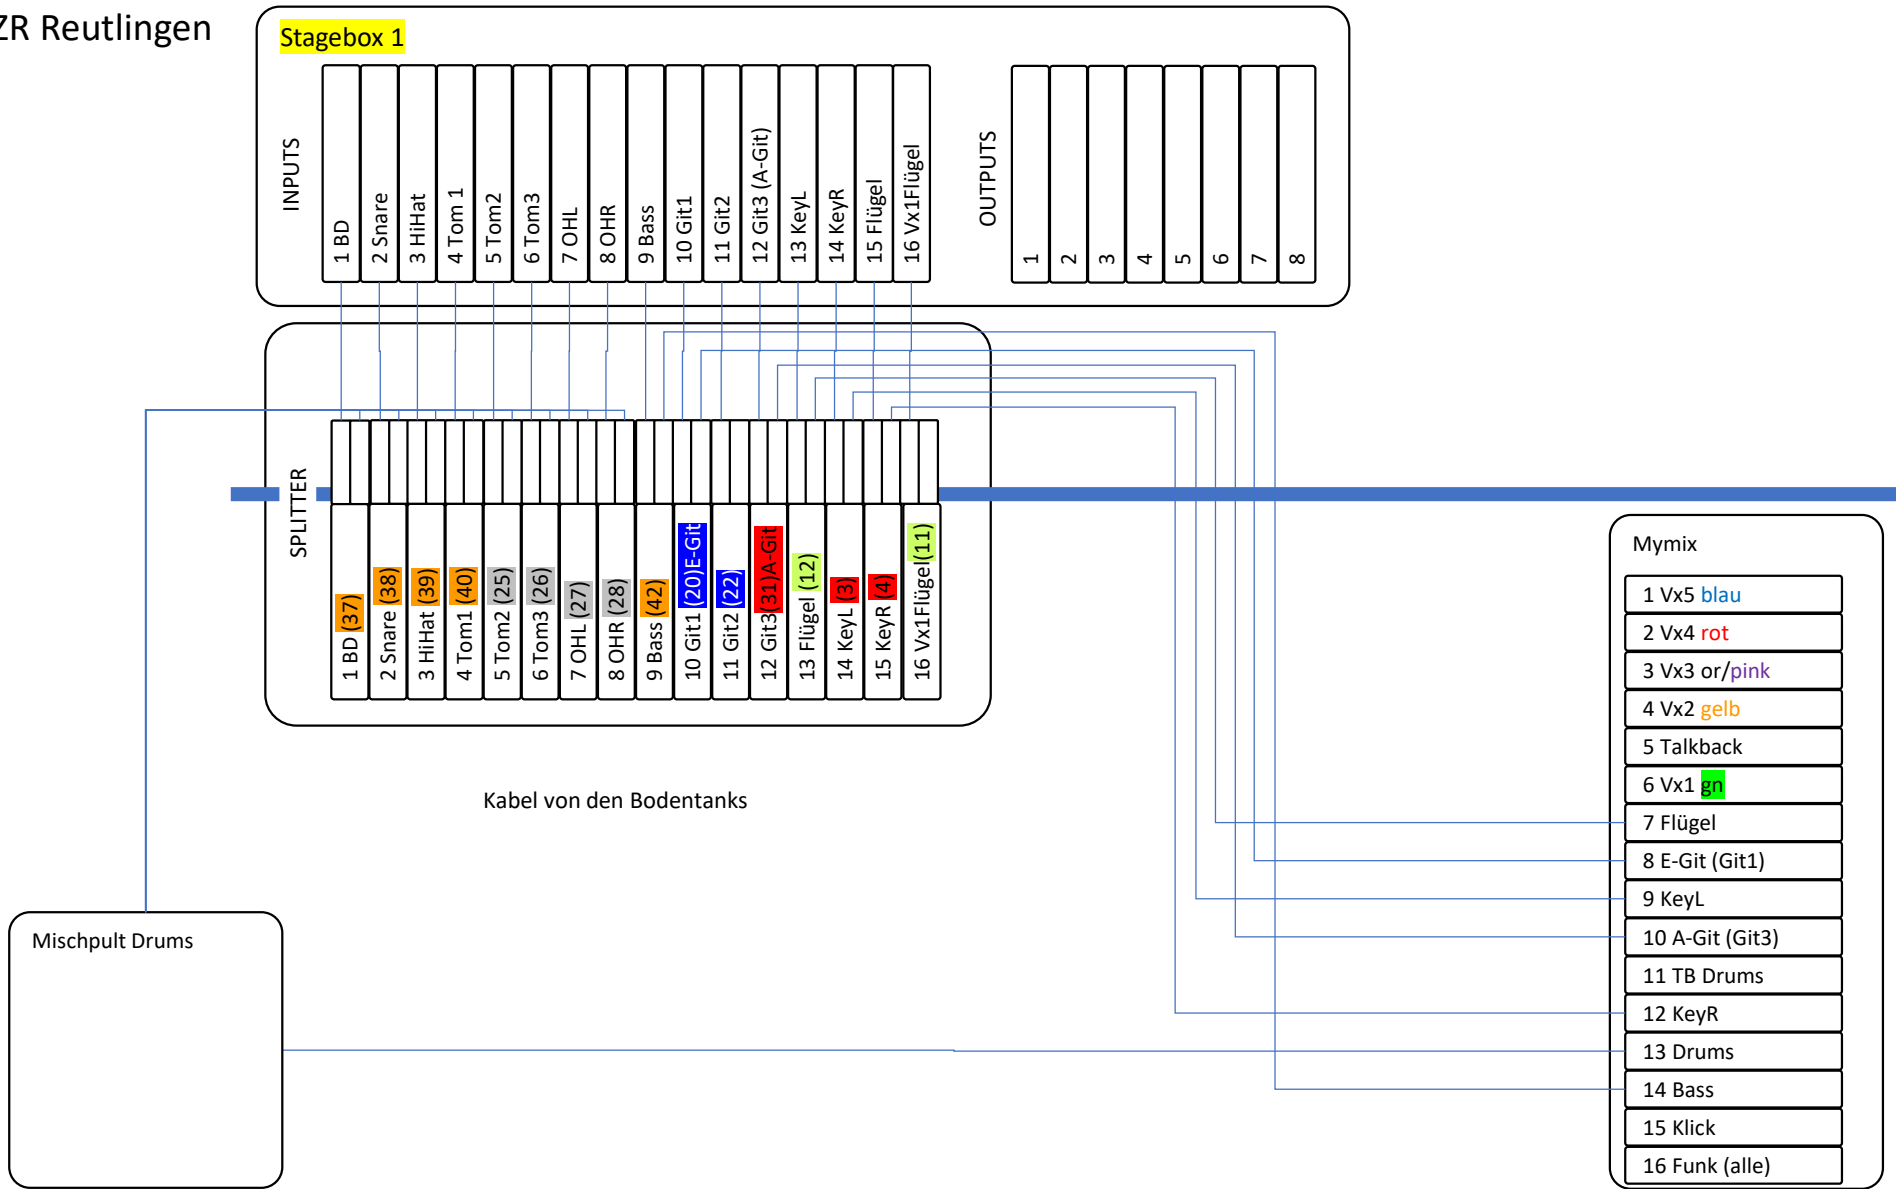 ZR Reutlingen
Stagebox 1
INPUTS
1 BD
2 Snare
3 HiHat
4 Tom 1
5 Tom2
6 Tom3
7 OHL
8 OHR
9 Bass
10 Git1
11 Git2
12 Git3 (A-Git)
13 KeyL
14 KeyR
15 Flügel
16 Vx1Flügel
OUTPUTS
1
2
3
4
5
6
7
8
SPLITTER
1 BD (37)
2 Snare (38)
3 HiHat (39)
4 Tom1 (40)
5 Tom2 (25)
6 Tom3 (26)
7 OHL (27)
8 OHR (28)
9 Bass (42)
10 Git1 (20)E-Git
11 Git2 (22)
12 Git3(31)A-Git
13 Flügel (12)
14 KeyL (3)
15 KeyR (4)
16 Vx1Flügel(11)
Kabel von den Bodentanks
Mischpult Drums
Mymix
1 Vx5 blau
2 Vx4 rot
3 Vx3 or/pink
4 Vx2 gelb
5 Talkback
6 Vx1 gn
7 Flügel
8 E-Git (Git1)
9 KeyL
10 A-Git (Git3)
11 TB Drums
12 KeyR
13 Drums
14 Bass
15 Klick
16 Funk (alle)